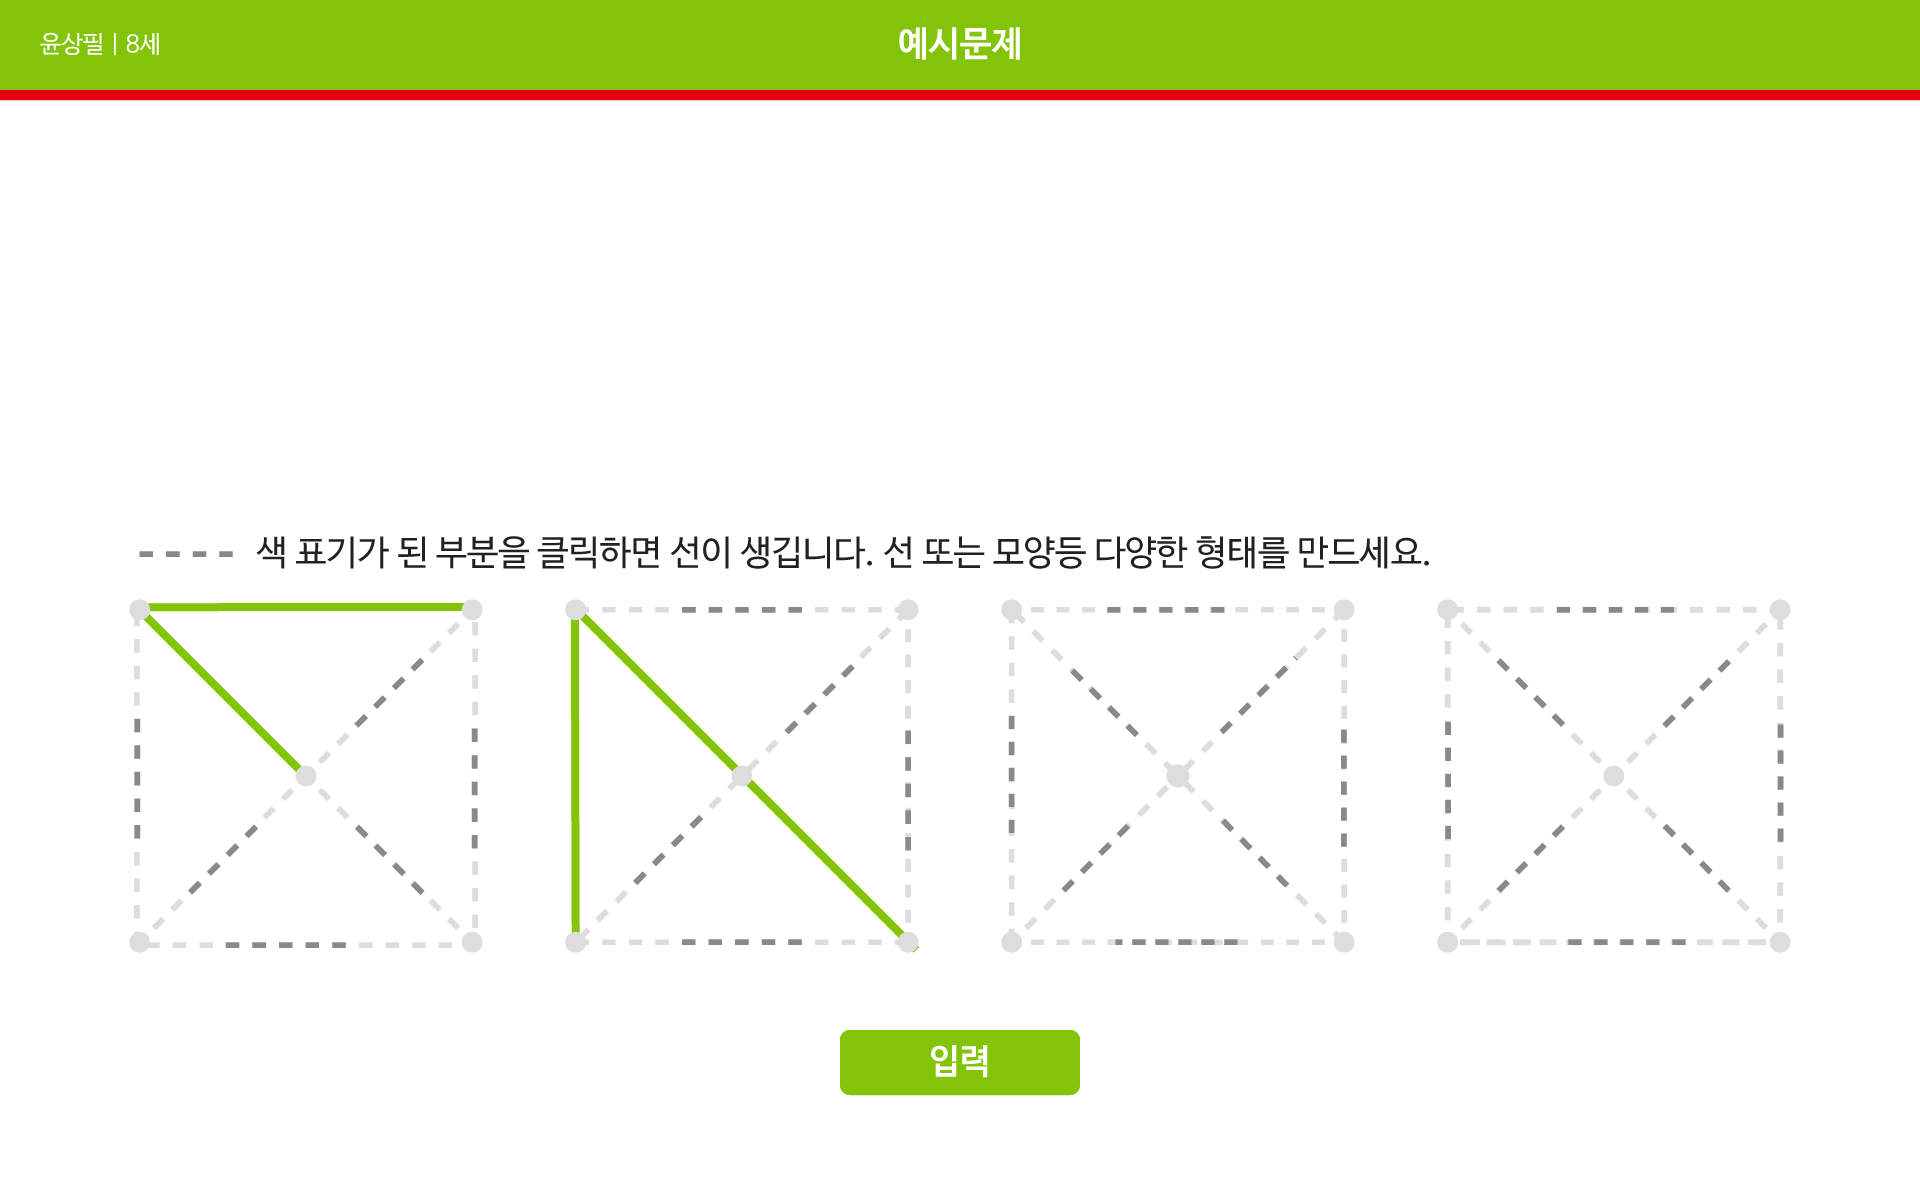 윤상필 | 8세
예시문제
색 표기가 된 부분을 클릭하면 선이 생깁니다. 선 또는 모양등 다양한 형태를 만드세요.
입력